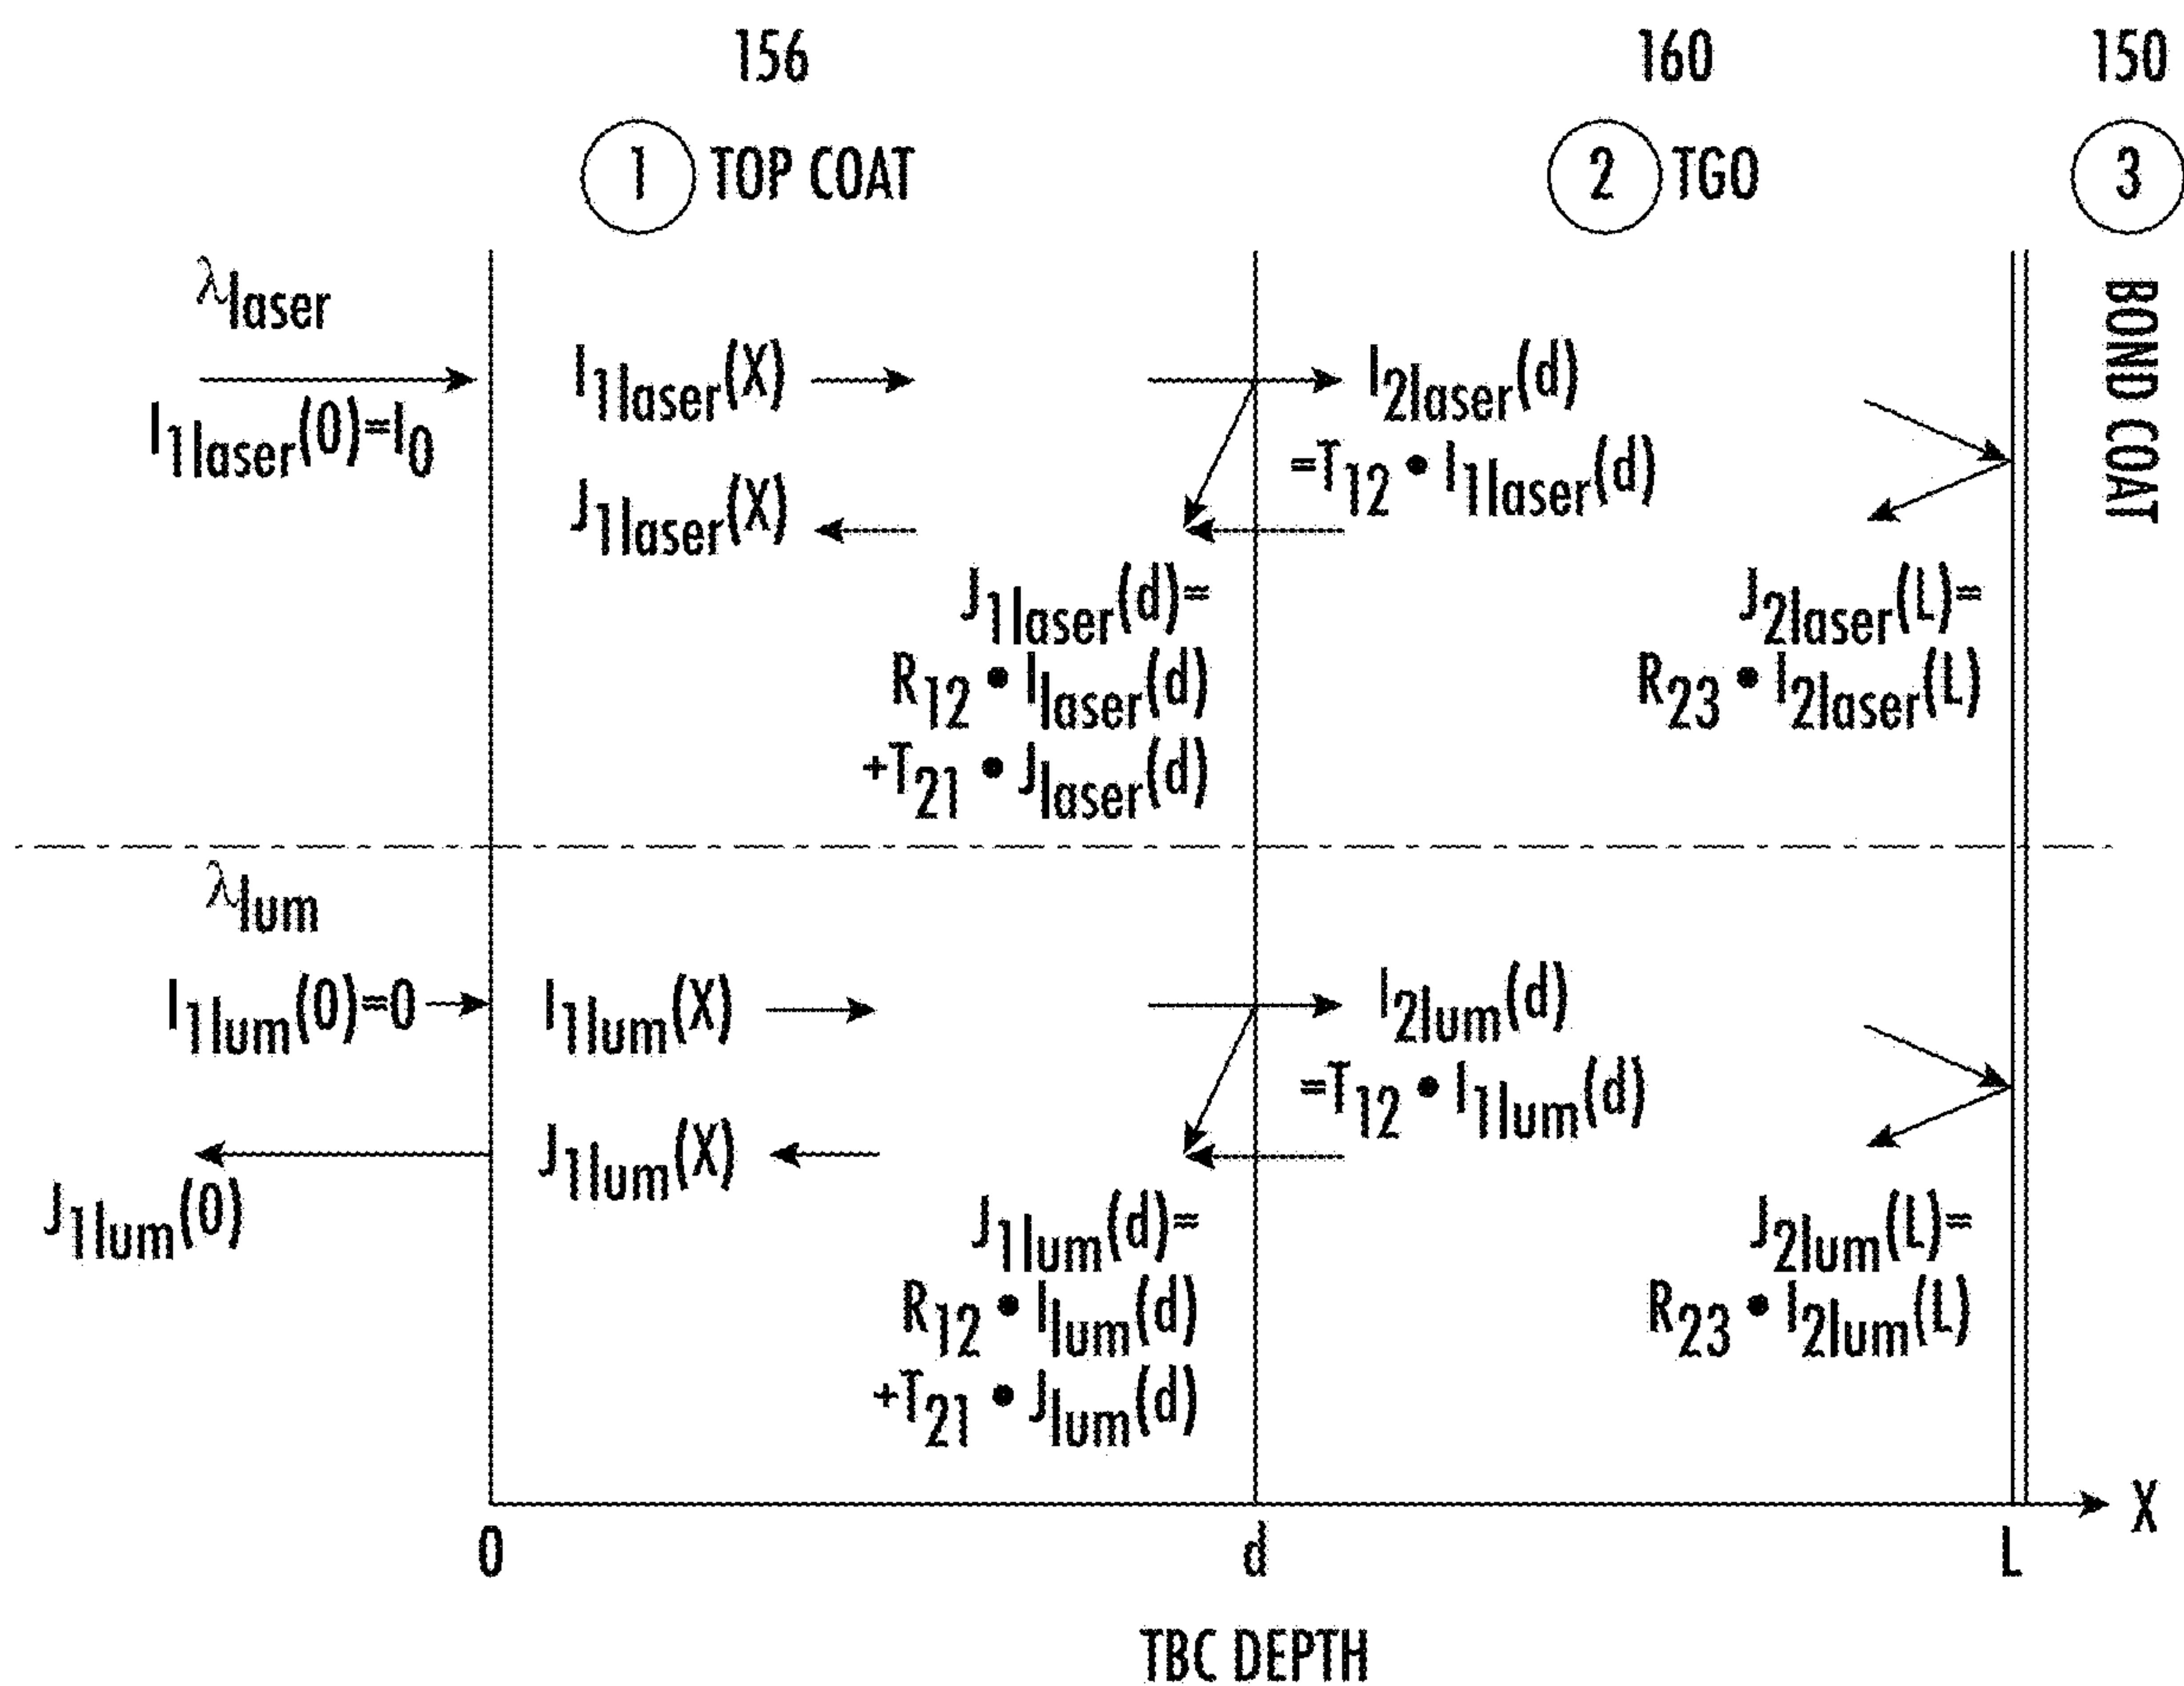 156 160 150
1 TOP COAT 2 TGO 3
BOND COAT
λlaser
I1laser(0)=I0
I1laser(X)
J1laser(X)
I2laser(d)
=T12 • I1laser(d)
J1laser(d)=
R12 • Ilaser(d)
+T21 • Jlaser(d)
J2laser(L)=
R23 • I2laser(L)
λlum
I1lum(0)=0
I1lum(X)
J1lum(X)
J1lum(0)
I2lum(d)
=T12 • I1lum(d)
J1lum(d)=
R12 • Ilum(d)
+T21 • Jlum(d)
J2lum(L)=
R23 • I2lum(L)
X
0 d L
TBC DEPTH